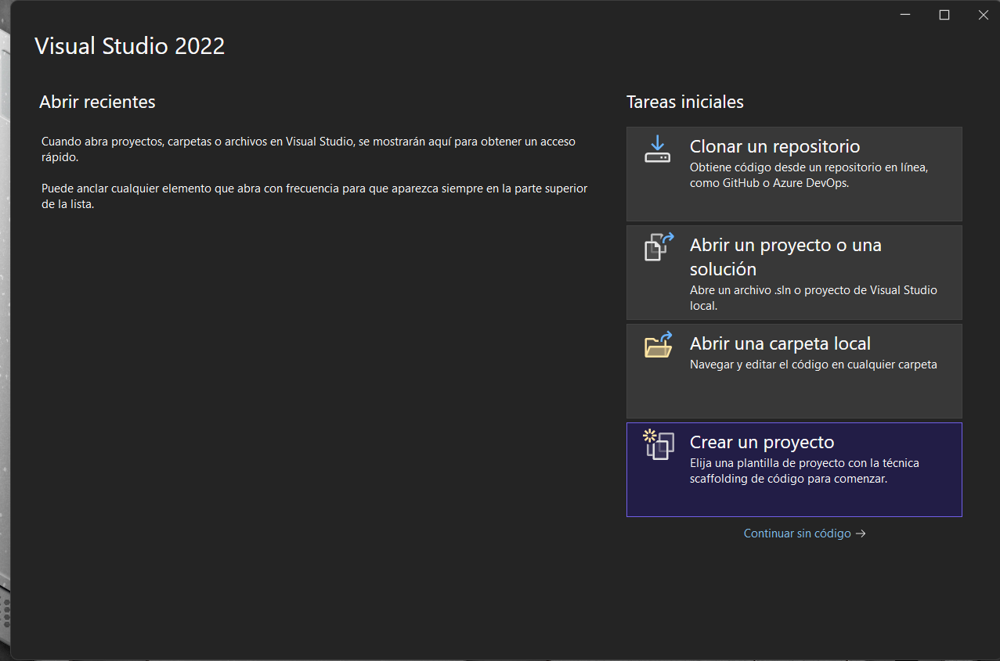 Visual Studio 2022
Abrir recientes
Cuando abra proyectos, carpetas o archivos en Visual Studio, se mostrarán aquí para obtener un acceso
rápido.
Puede anclar cualquier elemento que abra con frecuencia para que aparezca siempre en la parte superior
de la lista.
Tareas iniciales
Clonar un repositorio
Obtiene código desde un repositorio en línea,
como GitHub o Azure DevOps.
Abrir un proyecto o una
solución
Abre un archivo .sln o proyecto de Visual Studio
local.
Abrir una carpeta local
Navegar y editar el código en cualquier carpeta
Crear un proyecto
Elija una plantilla de proyecto con la técnica
scaffolding de código para comenzar.
Continuar sin código →